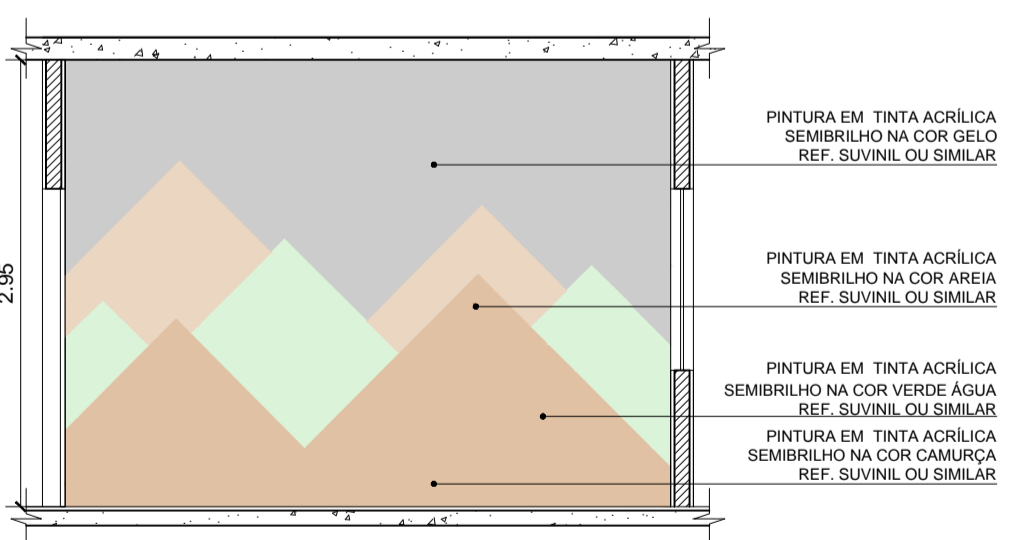 PINTURA EM TINTA ACRÍLICA
SEMIBRILHO NA COR GELO
REF. SUVINIL OU SIMILAR
PINTURA EM TINTA ACRÍLICA
SEMIBRILHO NA COR AREIA
REF. SUVINIL OU SIMILAR
2.95
PINTURA EM TINTA ACRÍLICA
SEMIBRILHO NA COR VERDE ÁGUA
REF. SUVINIL OU SIMILAR
PINTURA EM TINTA ACRÍLICA
SEMIBRILHO NA COR CAMURÇA
REF. SUVINIL OU SIMILAR